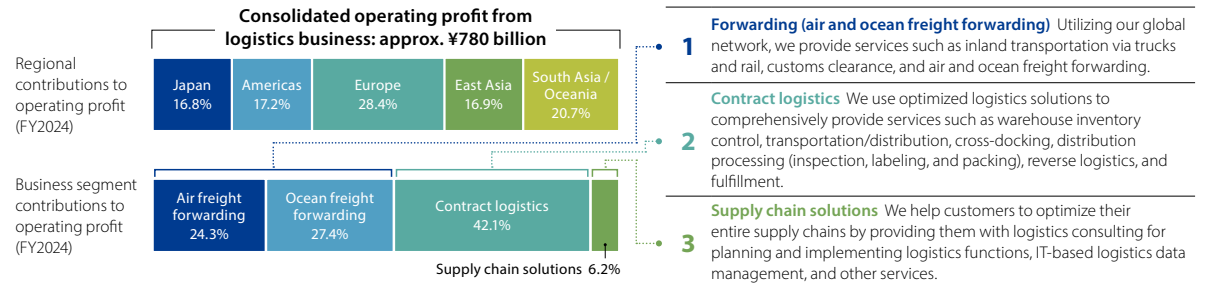 Consolidated operating profit from
logistics business: approx. ¥780 billion
Regional
contributions to
operating profit
(FY2024)
Japan
16.8%
Americas
17.2%
Europe
28.4%
East Asia
16.9%
South Asia /
Oceania
20.7%
Business segment
contributions to
operating profit
(FY2024)
Air freight
forwarding
24.3%
Ocean freight
forwarding
27.4%
Contract logistics
42.1%
Supply chain solutions 6.2%
1
Forwarding (air and ocean freight forwarding) Utilizing our global
network, we provide services such as inland transportation via trucks
and rail, customs clearance, and air and ocean freight forwarding.
2
Contract logistics We use optimized logistics solutions to
comprehensively provide services such as warehouse inventory
control, transportation/distribution, cross-docking, distribution
processing (inspection, labeling, and packing), reverse logistics, and
fulfillment.
3
Supply chain solutions We help customers to optimize their
entire supply chains by providing them with logistics consulting for
planning and implementing logistics functions, IT-based logistics data
management, and other services.